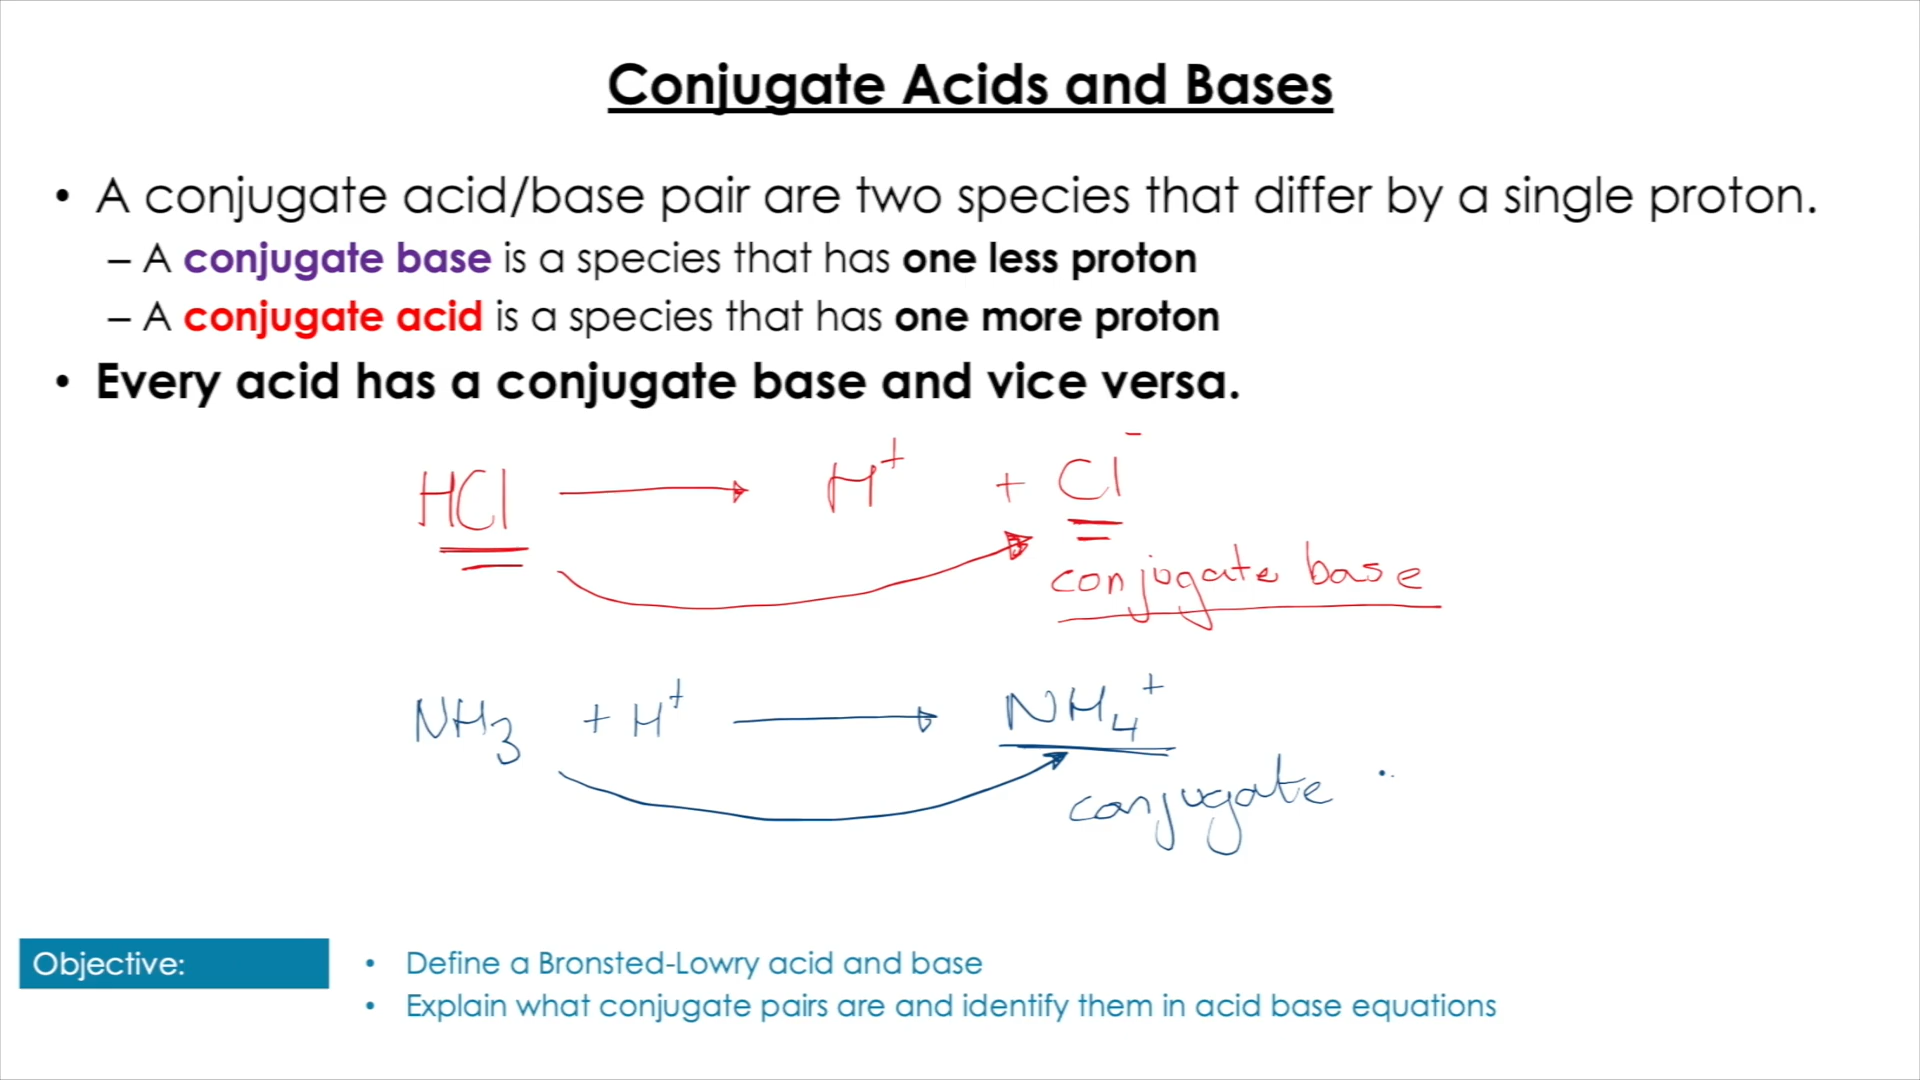 Conjugate Acids and Bases
• A conjugate acid/base pair are two species that differ by a single proton.
– A conjugate base is a species that has one less proton
– A conjugate acid is a species that has one more proton
• Every acid has a conjugate base and vice versa.
HCl → H⁺ + Cl⁻
conjugate base
NH₃ + H⁺ → NH₄⁺
conjugate
Objective:
• Define a Bronsted-Lowry acid and base
• Explain what conjugate pairs are and identify them in acid base equations